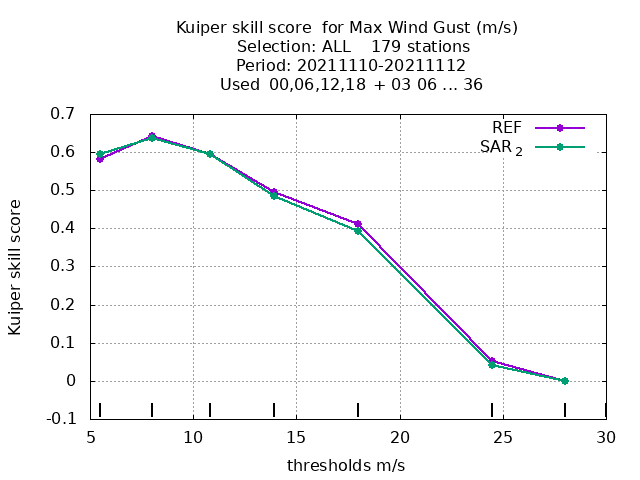 Kuiper skill score for Max Wind Gust (m/s)
Selection: ALL 179 stations
Period: 20211110-20211112
Used 00,06,12,18 + 03 06 ... 36
0.7
0.6
0.5
0.4
0.3
0.2
0.1
0
-0.1
Kuiper skill score
REF
SAR 2
5 10 15 20 25 30
thresholds m/s